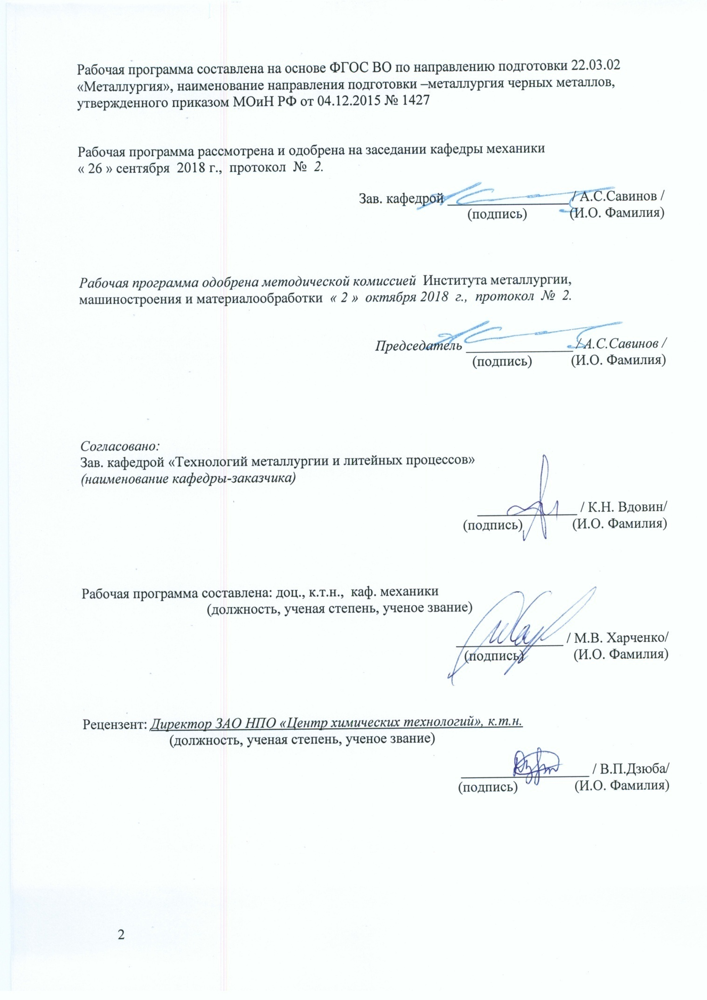 Рабочая программа составлена на основе ФГОС ВО по направлению подготовки 22.03.02
«Металлургия», наименование направления подготовки –металлургия черных металлов,
утвержденного приказом МОиН РФ от 04.12.2015 № 1427
Рабочая программа рассмотрена и одобрена на заседании кафедры механики
« 26 » сентября 2018 г., протокол № 2.
Зав. кафедрой _________________ / А.С.Савинов /
(подпись) (И.О. Фамилия)
Рабочая программа одобрена методической комиссией Института металлургии,
машиностроения и материалообработки « 2 » октября 2018 г., протокол № 2.
Председатель _______________ / А.С.Савинов /
(подпись) (И.О. Фамилия)
Согласовано:
Зав. кафедрой «Технологий металлургии и литейных процессов»
(наименование кафедры-заказчика)
______________ / К.Н. Вдовин/
(подпись) (И.О. Фамилия)
Рабочая программа составлена: доц., к.т.н., каф. механики
(должность, ученая степень, ученое звание)
_______________ / М.В. Харченко/
(подпись) (И.О. Фамилия)
Рецензент: Директор ЗАО НПО «Центр химических технологий», к.т.н.
(должность, ученая степень, ученое звание)
__________________ / В.П.Дзюба/
(подпись) (И.О. Фамилия)
2